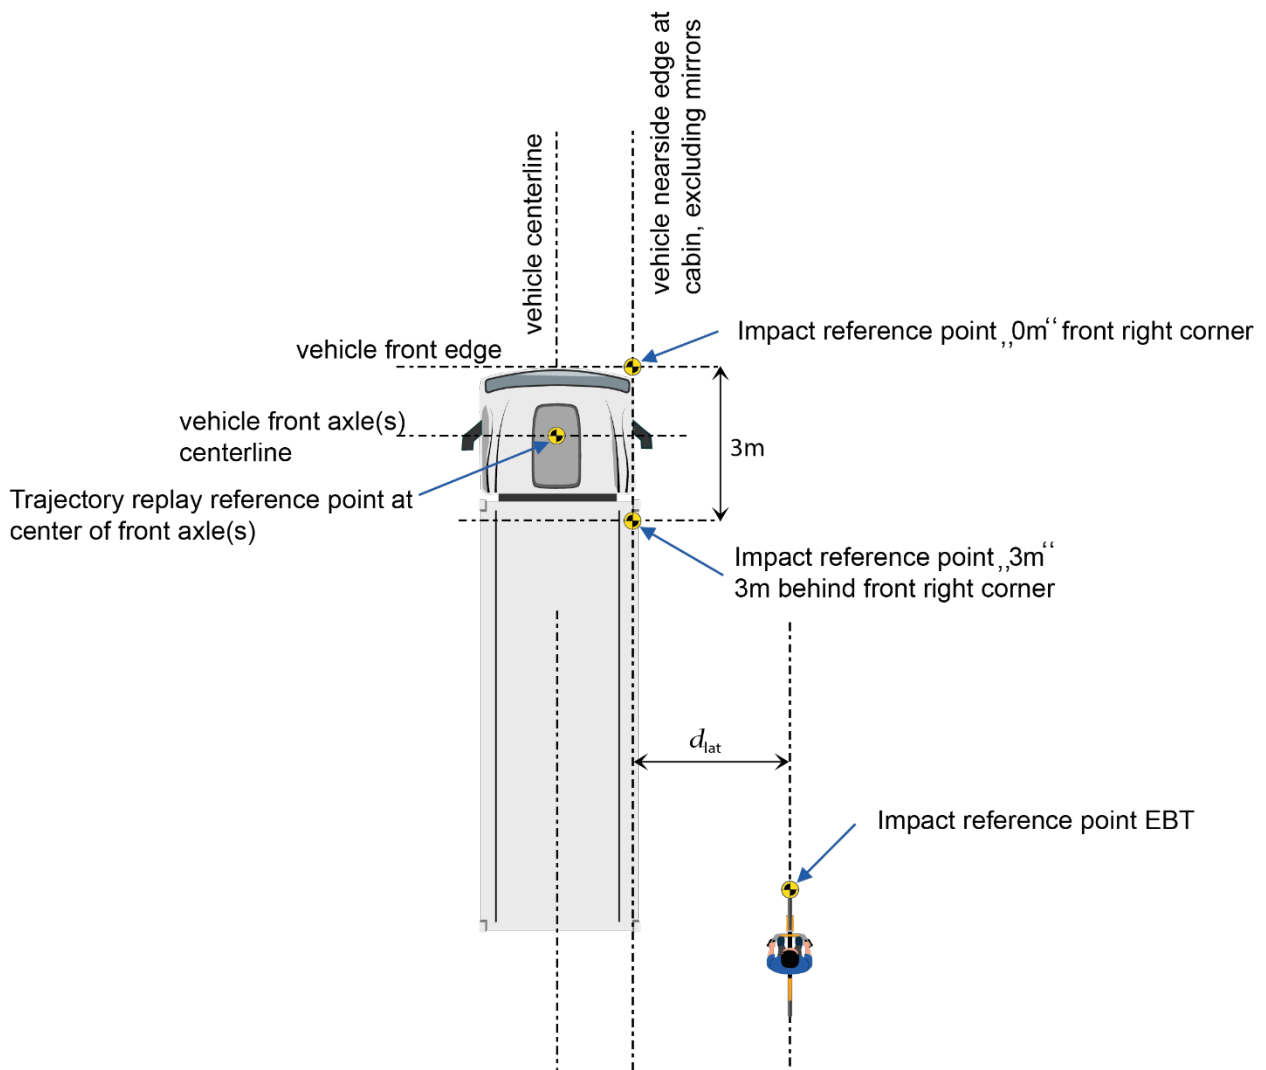 vehicle centerline
vehicle nearside edge at
cabin, excluding mirrors
Impact reference point „0m“ front right corner
vehicle front edge
vehicle front axle(s)
centerline
3m
Trajectory replay reference point at
center of front axle(s)
Impact reference point „3m“
3m behind front right corner
dlat
Impact reference point EBT